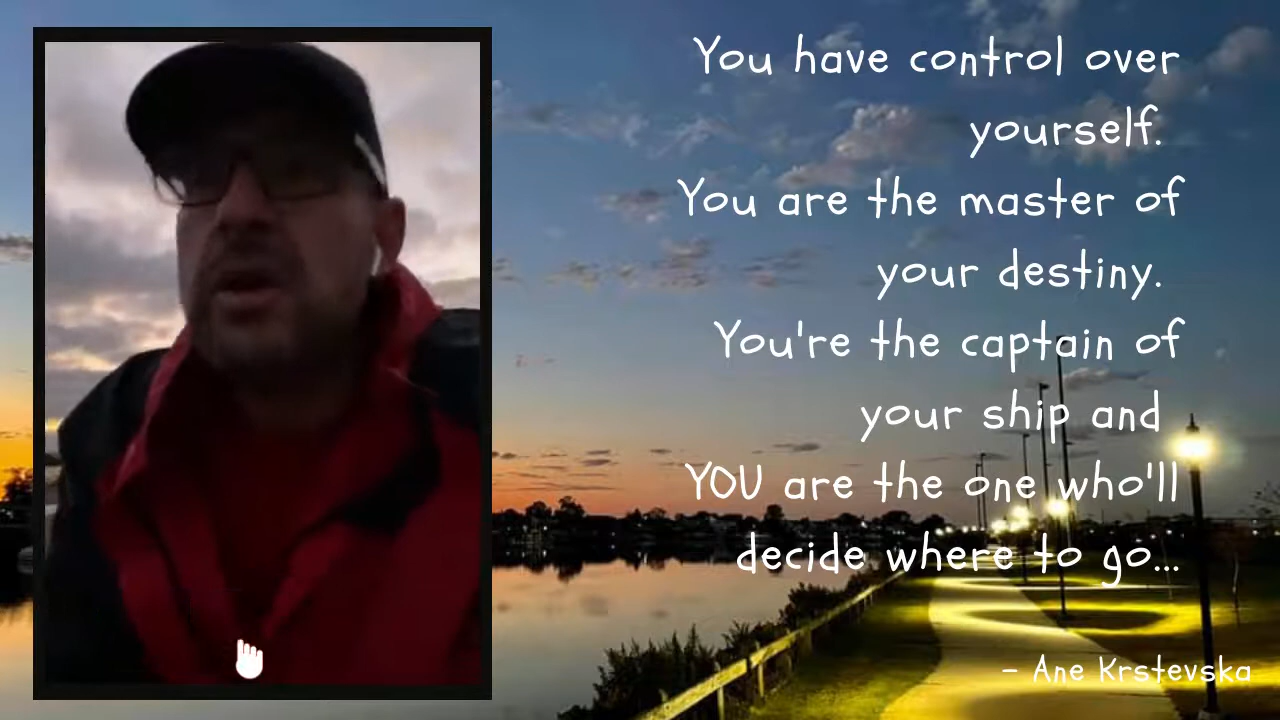 You have control over
yourself.
You are the master of
your destiny.
You're the captain of
your ship and
YOU are the one who'll
decide where to go...
- Ane Krstevska